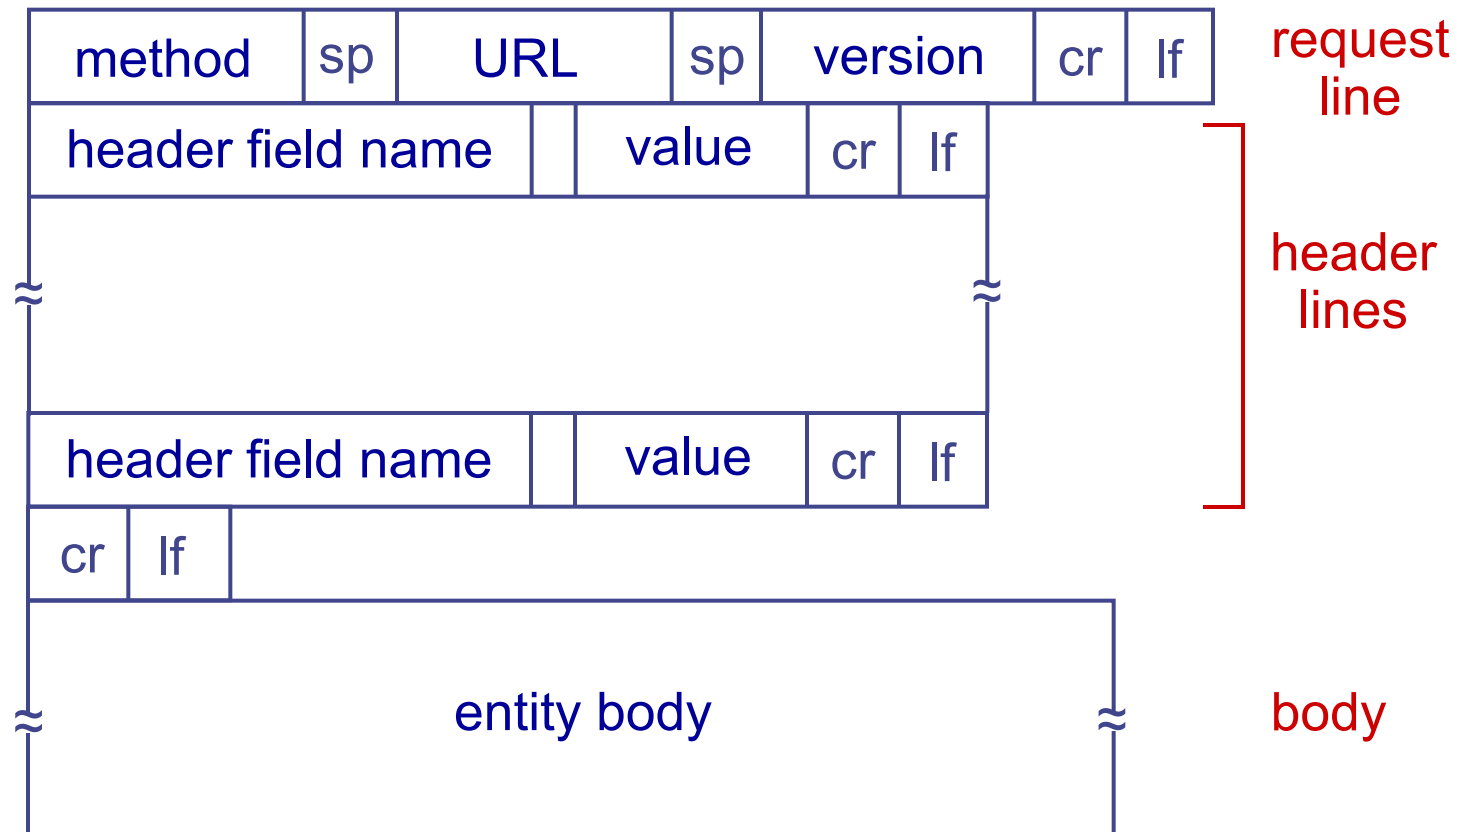 method sp URL sp version cr lf
request
line
header field name value cr lf
header
lines
header field name value cr lf
cr lf
entity body
body